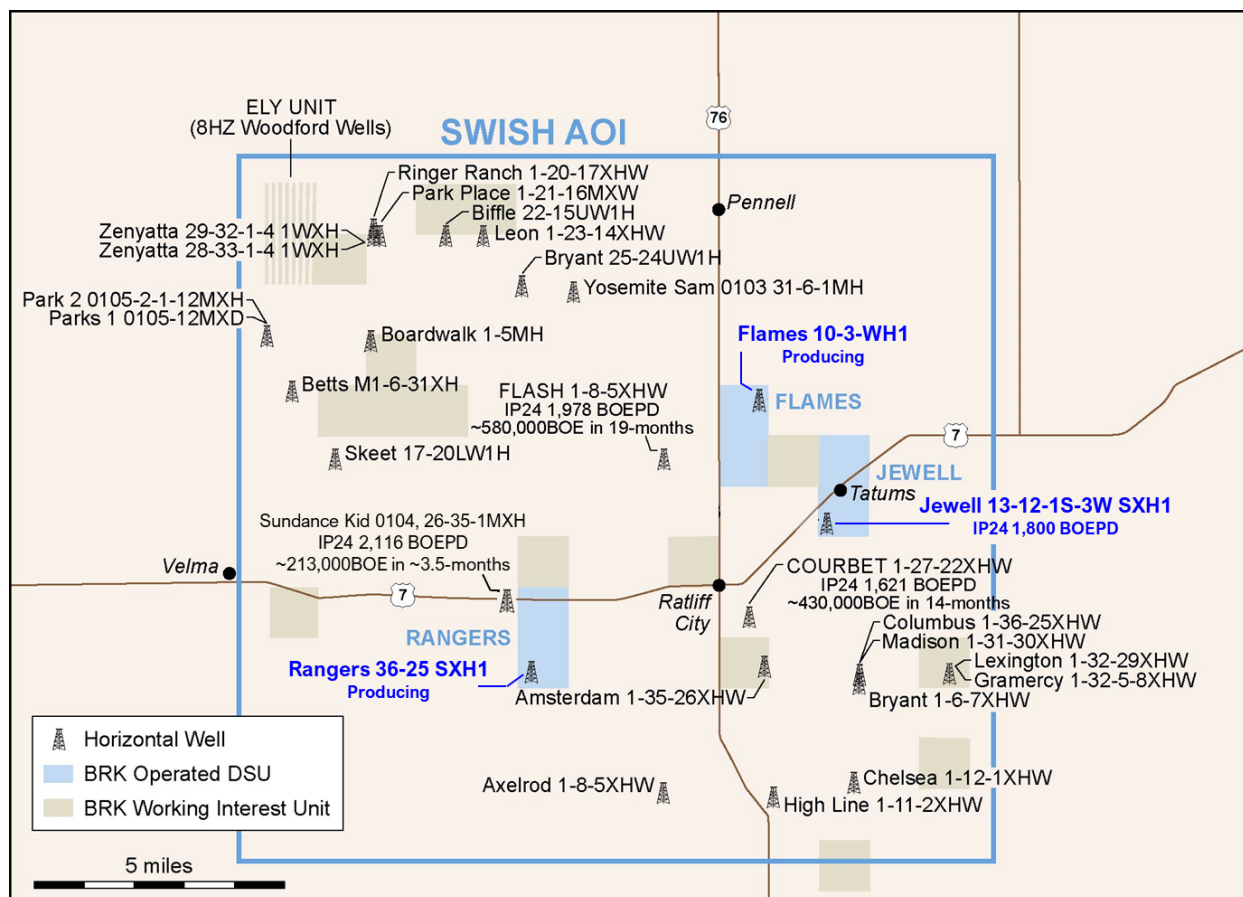 ELY UNIT
(8HZ Woodford Wells)
SWISH AOI
76
Ringer Ranch 1-20-17XHW
Park Place 1-21-16MXW
Biffle 22-15UW1H
Leon 1-23-14XHW
Pennell
Zenyatta 29-32-1-4 1WXH
Zenyatta 28-33-1-4 1WXH
Bryant 25-24UW1H
Yosemite Sam 0103 31-6-1MH
Park 2 0105-2-1-12MXH
Parks 1 0105-12MXD
Boardwalk 1-5MH
Flames 10-3-WH1
Producing
Betts M1-6-31XH
FLASH 1-8-5XHW
IP24 1,978 BOEPD
~580,000BOE in 19-months
FLAMES
7
Skeet 17-20LW1H
JEWELL
Tatums
Jewell 13-12-1S-3W SXH1
IP24 1,800 BOEPD
Sundance Kid 0104, 26-35-1MXH
IP24 2,116 BOEPD
~213,000BOE in ~3.5-months
Velma
7
Ratliff
City
COURBET 1-27-22XHW
IP24 1,621 BOEPD
~430,000BOE in 14-months
Columbus 1-36-25XHW
Madison 1-31-30XHW
RANGERS
Rangers 36-25 SXH1
Producing
Lexington 1-32-29XHW
Gramercy 1-32-5-8XHW
Amsterdam 1-35-26XHW
Bryant 1-6-7XHW
Horizontal Well
BRK Operated DSU
BRK Working Interest Unit
Axelrod 1-8-5XHW
Chelsea 1-12-1XHW
High Line 1-11-2XHW
5 miles